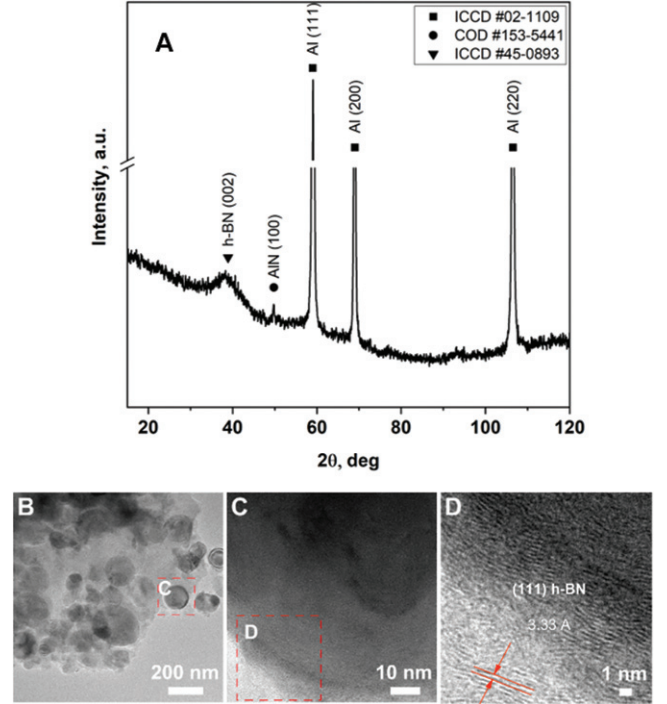 A
ICCD #02-1109
COD #153-5441
ICCD #45-0893
Al (111)
Al (200)
Al (220)
h-BN (002)
AlN (100)
Intensity, a.u.
20 40 60 80 100 120
2θ, deg
B
C
200 nm
C
D
10 nm
D
(111) h-BN
3.33 A
1 nm